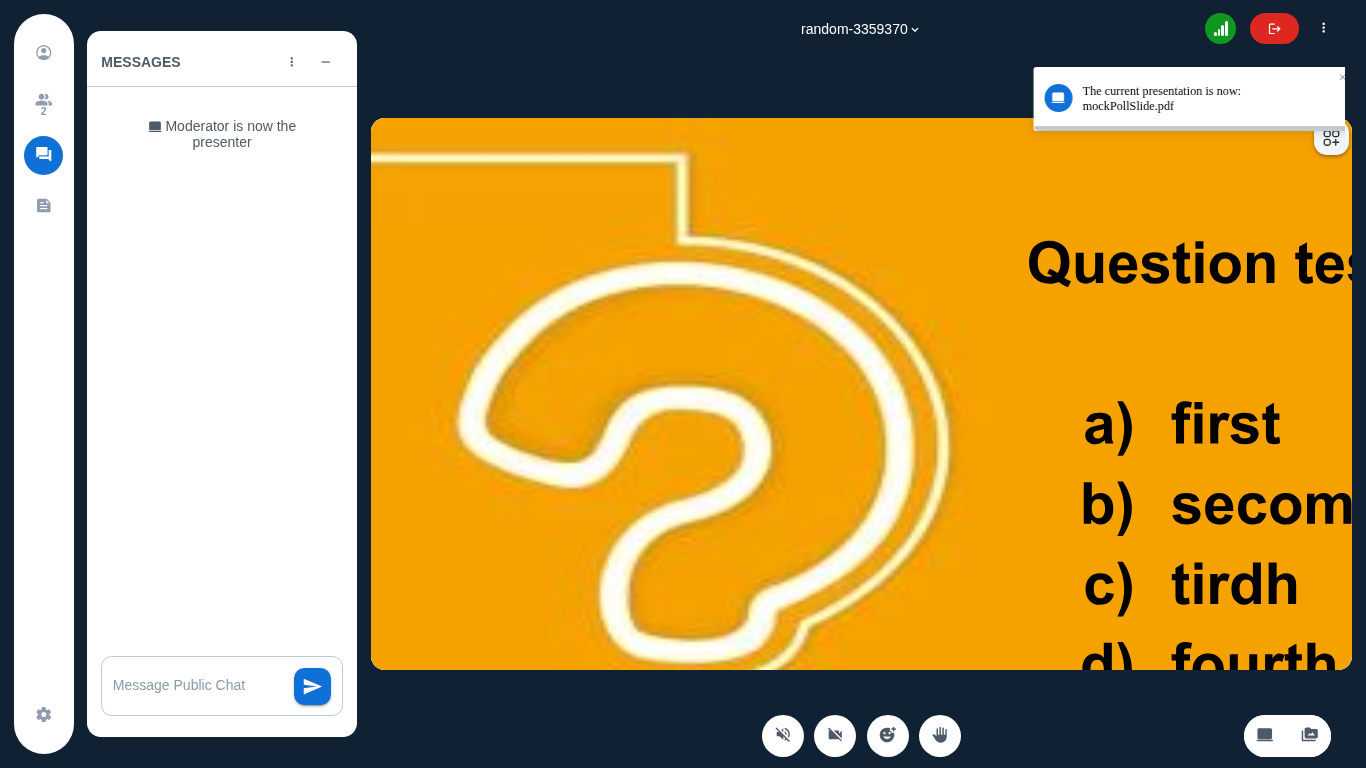 random-3359370
2
MESSAGES
Moderator is now the
presenter
Message Public Chat
The current presentation is now:
mockPollSlide.pdf
Question tes
a) first
b) secom
c) tirdh
d) fourth